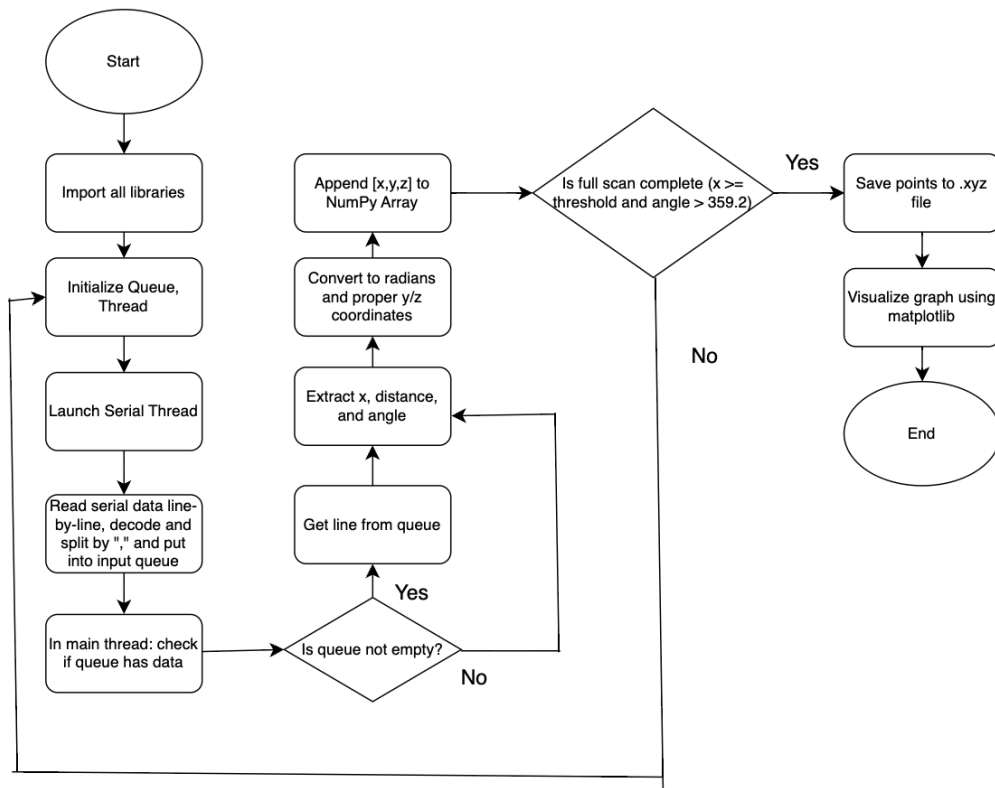 Start
Import all libraries
Initialize Queue,
Thread
Launch Serial Thread
Read serial data line-
by-line, decode and
split by "," and put
into input queue
In main thread: check
if queue has data
Is queue not empty?
Yes
No
Get line from queue
Extract x, distance,
and angle
Convert to radians
and proper y/z
coordinates
Append [x,y,z] to
NumPy Array
Is full scan complete (x >=
threshold and angle > 359.2)
Yes
No
Save points to .xyz
file
Visualize graph using
matplotlib
End